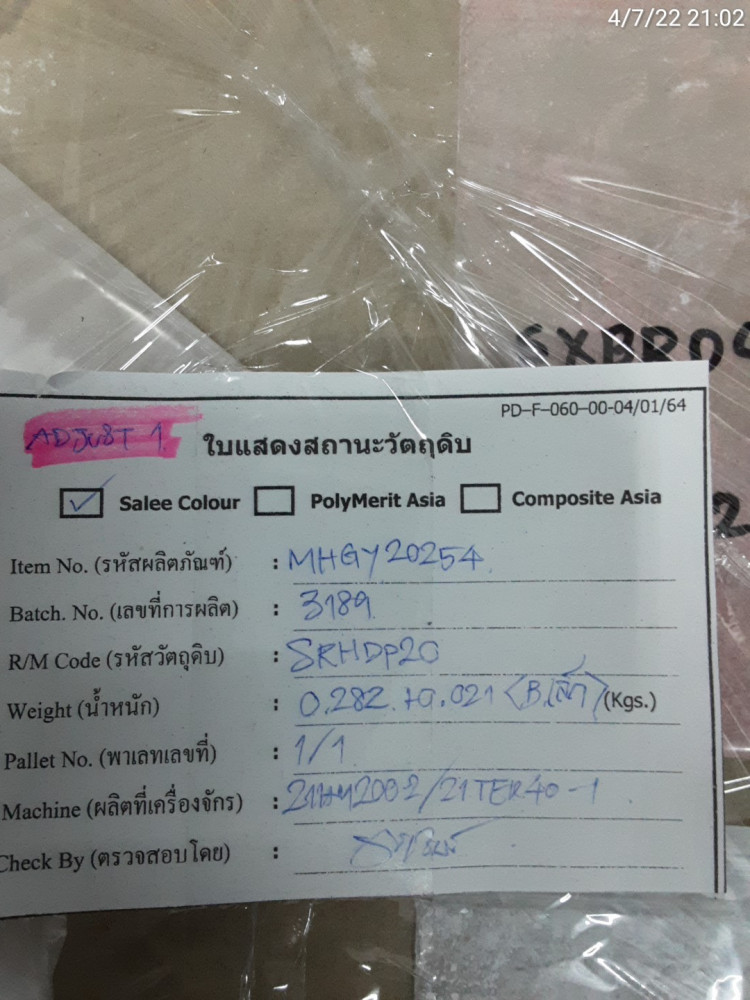 4/7/22 21:02
SXBR09
PD-F-060-00-04/01/64
ADJUST 1
ใบแสดงสถานะวัตถุดิบ
Salee Colour PolyMerit Asia Composite Asia
Item No. (รหัสผลิตภัณฑ์) : MHGY20254
Batch. No. (เลขที่การผลิต) : 3189
R/M Code (รหัสวัตถุดิบ) : SRHDP20
Weight (น้ำหนัก) : 0.282 +0.021 (Kgs.)
Pallet No. (พาเลทเลขที่) : 1/1
Machine (ผลิตที่เครื่องจักร) : /21TER40-1
Check By (ตรวจสอบโดย) :